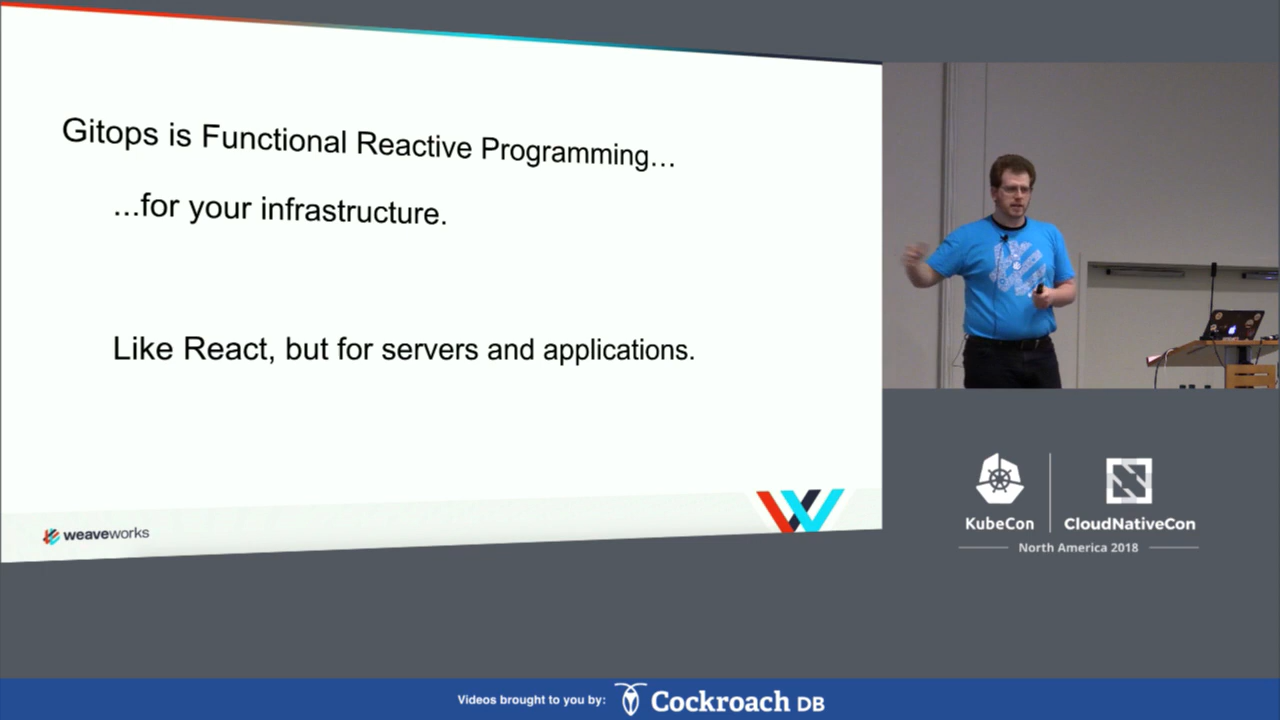 Gitops is Functional Reactive Programming…
…for your infrastructure.
Like React, but for servers and applications.
weaveworks
KubeCon
CloudNativeCon
North America 2018
Videos brought to you by:
Cockroach DB